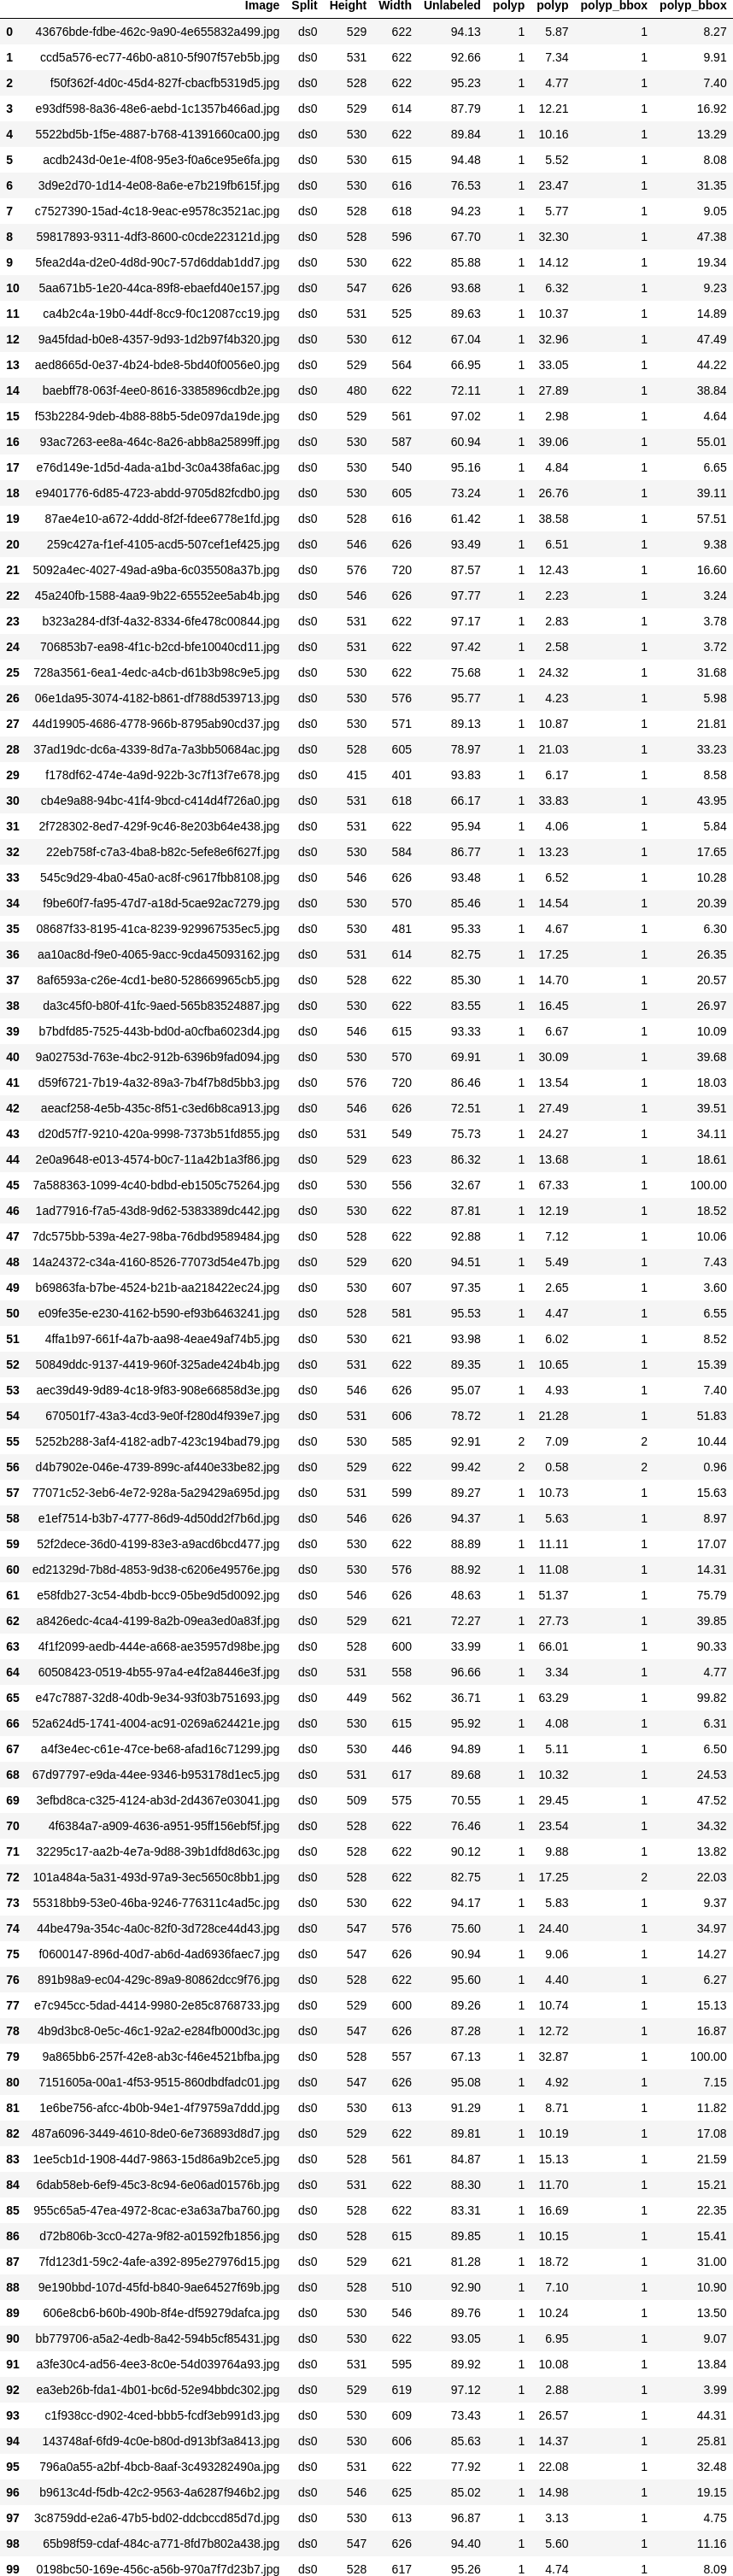 Image Split Height Width Unlabeled polyp polyp polyp_bbox polyp_bbox
0 43676bde-fdbe-462c-9a90-4e655832a499.jpg ds0 529 622 94.13 1 5.87 1 8.27
1 ccd5a576-ec77-46b0-a810-5f907f57eb5b.jpg ds0 531 622 92.66 1 7.34 1 9.91
2 f50f362f-4d0c-45d4-827f-cbacfb5319d5.jpg ds0 528 622 95.23 1 4.77 1 7.40
3 e93df598-8a36-48e6-aebd-1c1357b466ad.jpg ds0 529 614 87.79 1 12.21 1 16.92
4 5522bd5b-1f5e-4887-b768-41391660ca00.jpg ds0 530 622 89.84 1 10.16 1 13.29
5 acdb243d-0e1e-4f08-95e3-f0a6ce95e6fa.jpg ds0 530 615 94.48 1 5.52 1 8.08
6 3d9e2d70-1d14-4e08-8a6e-e7b219fb615f.jpg ds0 530 616 76.53 1 23.47 1 31.35
7 c7527390-15ad-4c18-9eac-e9578c3521ac.jpg ds0 528 618 94.23 1 5.77 1 9.05
8 59817893-9311-4df3-8600-c0cde223121d.jpg ds0 528 596 67.70 1 32.30 1 47.38
9 5fea2d4a-d2e0-4d8d-90c7-57d6ddab1dd7.jpg ds0 530 622 85.88 1 14.12 1 19.34
10 5aa671b5-1e20-44ca-89f8-ebaefd40e157.jpg ds0 547 626 93.68 1 6.32 1 9.23
11 ca4b2c4a-19b0-44df-8cc9-f0c12087cc19.jpg ds0 531 525 89.63 1 10.37 1 14.89
12 9a45fdad-b0e8-4357-9d93-1d2b97f4b320.jpg ds0 530 612 67.04 1 32.96 1 47.49
13 aed8665d-0e37-4b24-bde8-5bd40f0056e0.jpg ds0 529 564 66.95 1 33.05 1 44.22
14 baebff78-063f-4ee0-8616-3385896cdb2e.jpg ds0 480 622 72.11 1 27.89 1 38.84
15 f53b2284-9deb-4b88-88b5-5de097da19de.jpg ds0 529 561 97.02 1 2.98 1 4.64
16 93ac7263-ee8a-464c-8a26-abb8a25899ff.jpg ds0 530 587 60.94 1 39.06 1 55.01
17 e76d149e-1d5d-4ada-a1bd-3c0a438fa6ac.jpg ds0 530 540 95.16 1 4.84 1 6.65
18 e9401776-6d85-4723-abdd-9705d82fcdb0.jpg ds0 530 605 73.24 1 26.76 1 39.11
19 87ae4e10-a672-4ddd-8f2f-fdee6778e1fd.jpg ds0 528 616 61.42 1 38.58 1 57.51
20 259c427a-f1ef-4105-acd5-507cef1ef425.jpg ds0 546 626 93.49 1 6.51 1 9.38
21 5092a4ec-4027-49ad-a9ba-6c035508a37b.jpg ds0 576 720 87.57 1 12.43 1 16.60
22 45a240fb-1588-4aa9-9b22-65552ee5ab4b.jpg ds0 546 626 97.77 1 2.23 1 3.24
23 b323a284-df3f-4a32-8334-6fe478c00844.jpg ds0 531 622 97.17 1 2.83 1 3.78
24 706853b7-ea98-4f1c-b2cd-bfe10040cd11.jpg ds0 531 622 97.42 1 2.58 1 3.72
25 728a3561-6ea1-4edc-a4cb-d61b3b98c9e5.jpg ds0 530 622 75.68 1 24.32 1 31.68
26 06e1da95-3074-4182-b861-df788d539713.jpg ds0 530 576 95.77 1 4.23 1 5.98
27 44d19905-4686-4778-966b-8795ab90cd37.jpg ds0 530 571 89.13 1 10.87 1 21.81
28 37ad19dc-dc6a-4339-8d7a-7a3bb50684ac.jpg ds0 528 605 78.97 1 21.03 1 33.23
29 f178df62-474e-4a9d-922b-3c7f13f7e678.jpg ds0 415 401 93.83 1 6.17 1 8.58
30 cb4e9a88-94bc-41f4-9bcd-c414d4f726a0.jpg ds0 531 618 66.17 1 33.83 1 43.95
31 2f728302-8ed7-429f-9c46-8e203b64e438.jpg ds0 531 622 95.94 1 4.06 1 5.84
32 22eb758f-c7a3-4ba8-b82c-5efe8e6f627f.jpg ds0 530 584 86.77 1 13.23 1 17.65
33 545c9d29-4ba0-45a0-ac8f-c9617fbb8108.jpg ds0 546 626 93.48 1 6.52 1 10.28
34 f9be60f7-fa95-47d7-a18d-5cae92ac7279.jpg ds0 530 570 85.46 1 14.54 1 20.39
35 08687f33-8195-41ca-8239-929967535ec5.jpg ds0 530 481 95.33 1 4.67 1 6.30
36 aa10ac8d-f9e0-4065-9acc-9cda45093162.jpg ds0 531 614 82.75 1 17.25 1 26.35
37 8af6593a-c26e-4cd1-be80-528669965cb5.jpg ds0 528 622 85.30 1 14.70 1 20.57
38 da3c45f0-b80f-41fc-9aed-565b83524887.jpg ds0 530 622 83.55 1 16.45 1 26.97
39 b7bdfd85-7525-443b-bd0d-a0cfba6023d4.jpg ds0 546 615 93.33 1 6.67 1 10.09
40 9a02753d-763e-4bc2-912b-6396b9fad094.jpg ds0 530 570 69.91 1 30.09 1 39.68
41 d59f6721-7b19-4a32-89a3-7b4f7b8d5bb3.jpg ds0 576 720 86.46 1 13.54 1 18.03
42 aeacf258-4e5b-435c-8f51-c3ed6b8ca913.jpg ds0 546 626 72.51 1 27.49 1 39.51
43 d20d57f7-9210-420a-9998-7373b51fd855.jpg ds0 531 549 75.73 1 24.27 1 34.11
44 2e0a9648-e013-4574-b0c7-11a42b1a3f86.jpg ds0 529 623 86.32 1 13.68 1 18.61
45 7a588363-1099-4c40-bdbd-eb1505c75264.jpg ds0 530 556 32.67 1 67.33 1 100.00
46 1ad77916-f7a5-43d8-9d62-5383389dc442.jpg ds0 530 622 87.81 1 12.19 1 18.52
47 7dc575bb-539a-4e27-98ba-76dbd9589484.jpg ds0 528 622 92.88 1 7.12 1 10.06
48 14a24372-c34a-4160-8526-77073d54e47b.jpg ds0 529 620 94.51 1 5.49 1 7.43
49 b69863fa-b7be-4524-b21b-aa218422ec24.jpg ds0 530 607 97.35 1 2.65 1 3.60
50 e09fe35e-e230-4162-b590-ef93b6463241.jpg ds0 528 581 95.53 1 4.47 1 6.55
51 4ffa1b97-661f-4a7b-aa98-4eae49af74b5.jpg ds0 530 621 93.98 1 6.02 1 8.52
52 50849ddc-9137-4419-960f-325ade424b4b.jpg ds0 531 622 89.35 1 10.65 1 15.39
53 aec39d49-9d89-4c18-9f83-908e66858d3e.jpg ds0 546 626 95.07 1 4.93 1 7.40
54 670501f7-43a3-4cd3-9e0f-f280d4f939e7.jpg ds0 531 606 78.72 1 21.28 1 51.83
55 5252b288-3af4-4182-adb7-423c194bad79.jpg ds0 530 585 92.91 2 7.09 2 10.44
56 d4b7902e-046e-4739-899c-af440e33be82.jpg ds0 529 622 99.42 2 0.58 2 0.96
57 77071c52-3eb6-4e72-928a-5a29429a695d.jpg ds0 531 599 89.27 1 10.73 1 15.63
58 e1ef7514-b3b7-4777-86d9-4d50dd2f7b6d.jpg ds0 546 626 94.37 1 5.63 1 8.97
59 52f2dece-36d0-4199-83e3-a9acd6bcd477.jpg ds0 530 622 88.89 1 11.11 1 17.07
60 ed21329d-7b8d-4853-9d38-c6206e49576e.jpg ds0 530 576 88.92 1 11.08 1 14.31
61 e58fdb27-3c54-4bdb-bcc9-05be9d5d0092.jpg ds0 546 626 48.63 1 51.37 1 75.79
62 a8426edc-4ca4-4199-8a2b-09ea3ed0a83f.jpg ds0 529 621 72.27 1 27.73 1 39.85
63 4f1f2099-aedb-444e-a668-ae35957d98be.jpg ds0 528 600 33.99 1 66.01 1 90.33
64 60508423-0519-4b55-97a4-e4f2a8446e3f.jpg ds0 531 558 96.66 1 3.34 1 4.77
65 e47c7887-32d8-40db-9e34-93f03b751693.jpg ds0 449 562 36.71 1 63.29 1 99.82
66 52a624d5-1741-4004-ac91-0269a624421e.jpg ds0 530 615 95.92 1 4.08 1 6.31
67 a4f3e4ec-c61e-47ce-be68-afad16c71299.jpg ds0 530 446 94.89 1 5.11 1 6.50
68 67d97797-e9da-44ee-9346-b953178d1ec5.jpg ds0 531 617 89.68 1 10.32 1 24.53
69 3efbd8ca-c325-4124-ab3d-2d4367e03041.jpg ds0 509 575 70.55 1 29.45 1 47.52
70 4f6384a7-a909-4636-a951-95ff156ebf5f.jpg ds0 528 622 76.46 1 23.54 1 34.32
71 32295c17-aa2b-4e7a-9d88-39b1dfd8d63c.jpg ds0 528 622 90.12 1 9.88 1 13.82
72 101a484a-5a31-493d-97a9-3ec5650c8bb1.jpg ds0 528 622 82.75 1 17.25 2 22.03
73 55318bb9-53e0-46ba-9246-776311c4ad5c.jpg ds0 530 622 94.17 1 5.83 1 9.37
74 44be479a-354c-4a0c-82f0-3d728ce44d43.jpg ds0 547 576 75.60 1 24.40 1 34.97
75 f0600147-896d-40d7-ab6d-4ad6936faec7.jpg ds0 547 626 90.94 1 9.06 1 14.27
76 891b98a9-ec04-429c-89a9-80862dcc9f76.jpg ds0 528 622 95.60 1 4.40 1 6.27
77 e7c945cc-5dad-4414-9980-2e85c8768733.jpg ds0 529 600 89.26 1 10.74 1 15.13
78 4b9d3bc8-0e5c-46c1-92a2-e284fb000d3c.jpg ds0 547 626 87.28 1 12.72 1 16.87
79 9a865bb6-257f-42e8-ab3c-f46e4521bfba.jpg ds0 528 557 67.13 1 32.87 1 100.00
80 7151605a-00a1-4f53-9515-860dbdfadc01.jpg ds0 547 626 95.08 1 4.92 1 7.15
81 1e6be756-afcc-4b0b-94e1-4f79759a7ddd.jpg ds0 530 613 91.29 1 8.71 1 11.82
82 487a6096-3449-4610-8de0-6e736893d8d7.jpg ds0 529 622 89.81 1 10.19 1 17.08
83 1ee5cb1d-1908-44d7-9863-15d86a9b2ce5.jpg ds0 528 561 84.87 1 15.13 1 21.59
84 6dab58eb-6ef9-45c3-8c94-6e06ad01576b.jpg ds0 531 622 88.30 1 11.70 1 15.21
85 955c65a5-47ea-4972-8cac-e3a63a7ba760.jpg ds0 528 622 83.31 1 16.69 1 22.35
86 d72b806b-3cc0-427a-9f82-a01592fb1856.jpg ds0 528 615 89.85 1 10.15 1 15.41
87 7fd123d1-59c2-4afe-a392-895e27976d15.jpg ds0 529 621 81.28 1 18.72 1 31.00
88 9e190bbd-107d-45fd-b840-9ae64527f69b.jpg ds0 528 510 92.90 1 7.10 1 10.90
89 606e8cb6-b60b-490b-8f4e-df59279dafca.jpg ds0 530 546 89.76 1 10.24 1 13.50
90 bb779706-a5a2-4edb-8a42-594b5cf85431.jpg ds0 530 622 93.05 1 6.95 1 9.07
91 a3fe30c4-ad56-4ee3-8c0e-54d039764a93.jpg ds0 531 595 89.92 1 10.08 1 13.84
92 ea3eb26b-fda1-4b01-bc6d-52e94bbdc302.jpg ds0 529 619 97.12 1 2.88 1 3.99
93 c1f938cc-d902-4ced-bbb5-fcdf3eb991d3.jpg ds0 530 609 73.43 1 26.57 1 44.31
94 143748af-6fd9-4c0e-b80d-d913bf3a8413.jpg ds0 530 606 85.63 1 14.37 1 25.81
95 796a0a55-a2bf-4bcb-8aaf-3c493282490a.jpg ds0 531 622 77.92 1 22.08 1 32.48
96 b9613c4d-f5db-42c2-9563-4a6287f946b2.jpg ds0 546 625 85.02 1 14.98 1 19.15
97 3c8759dd-e2a6-47b5-bd02-ddcbccd85d7d.jpg ds0 530 613 96.87 1 3.13 1 4.75
98 65b98f59-cdaf-484c-a771-8fd7b802a438.jpg ds0 547 626 94.40 1 5.60 1 11.16
99 0198bc50-169e-456c-a56b-970a7f7d23b7.jpg ds0 528 617 95.26 1 4.74 1 8.09